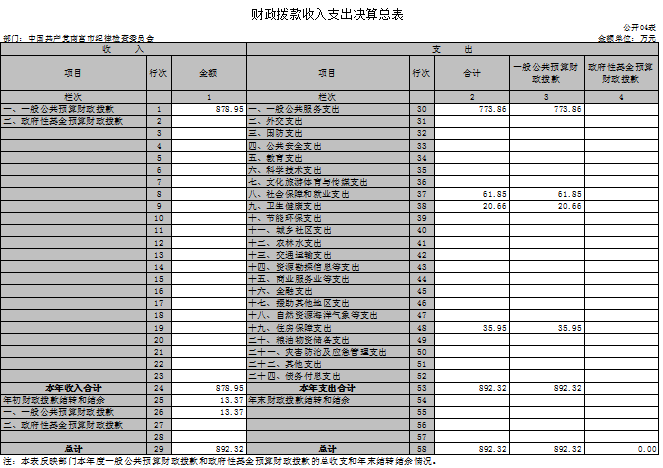 财政拨款收入支出决算总表
公开04表
部门：中国共产党南宫市纪律检查委员会 金额单位：万元
收 入 支 出
项目 行次 金额 项目 行次 合计 一般公共预算财政拨款 政府性基金预算财政拨款
栏次 1 栏次 2 3 4
一、一般公共预算财政拨款 1 878.95 一、一般公共服务支出 30 773.86 773.86
二、政府性基金预算财政拨款 2 二、外交支出 31
3 三、国防支出 32
4 四、公共安全支出 33
5 五、教育支出 34
6 六、科学技术支出 35
7 七、文化旅游体育与传媒支出 36
8 八、社会保障和就业支出 37 61.85 61.85
9 九、卫生健康支出 38 20.66 20.66
10 十、节能环保支出 39
11 十一、城乡社区支出 40
12 十二、农林水支出 41
13 十三、交通运输支出 42
14 十四、资源勘探信息等支出 43
15 十五、商业服务业等支出 44
16 十六、金融支出 45
17 十七、援助其他地区支出 46
18 十八、自然资源海洋气象等支出 47
19 十九、住房保障支出 48 35.95 35.95
20 二十、粮油物资储备支出 49
21 二十一、灾害防治及应急管理支出 50
22 二十二、其他支出 51
23 二十四、债务付息支出 52
本年收入合计 24 878.95 本年支出合计 53 892.32 892.32
年初财政拨款结转和结余 25 13.37 年末财政拨款结转和结余 54
一、一般公共预算财政拨款 26 13.37 55
二、政府性基金预算财政拨款 27 56
28 57
总计 29 892.32 总计 58 892.32 892.32 0.00
注：本表反映部门本年度一般公共预算财政拨款和政府性基金预算财政拨款的总收支和年末结转结余情况。